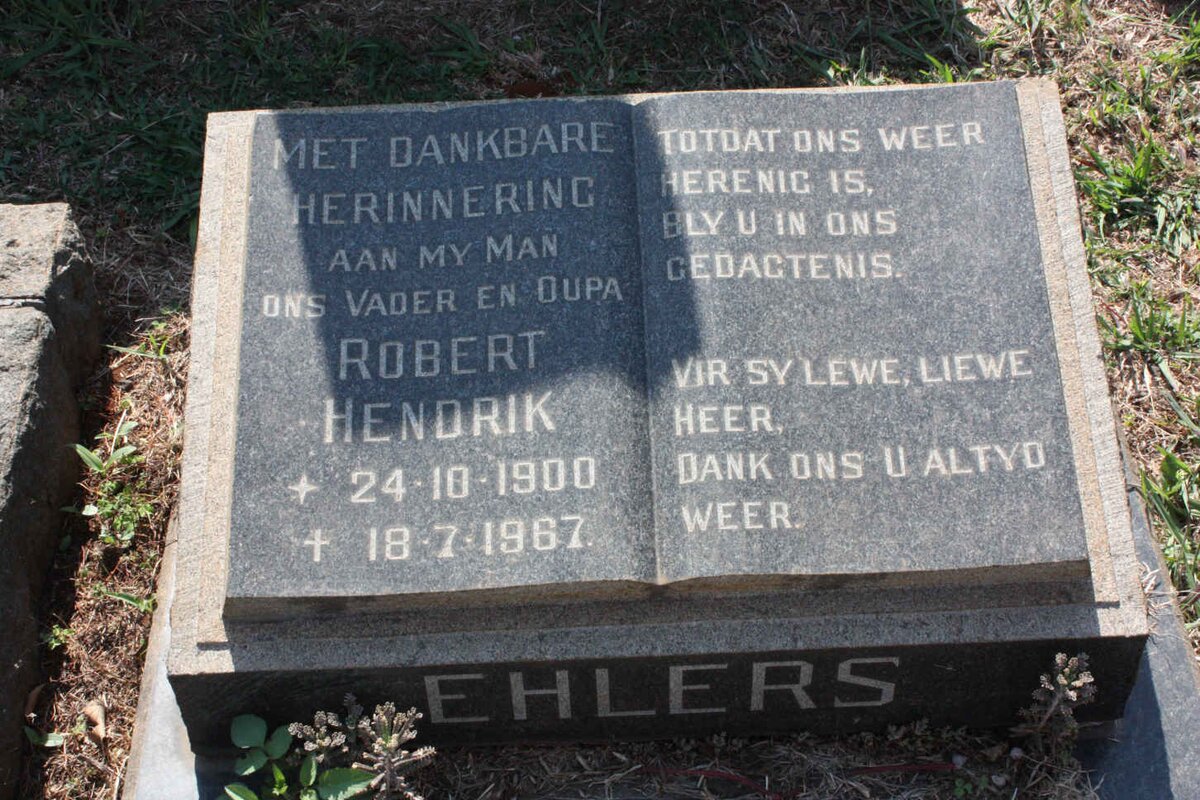 MET DANKBARE
HERINNERING
AAN MY MAN
ONS VADER EN OUPA
ROBERT
HENDRIK
24·10·1900
18·7·1967.
TOTDAT ONS WEER
HERENIG IS,
BLY U IN ONS
GEDAGTENIS.
VIR SY LEWE, LIEWE
HEER,
DANK ONS U ALTYD
WEER.
EHLERS